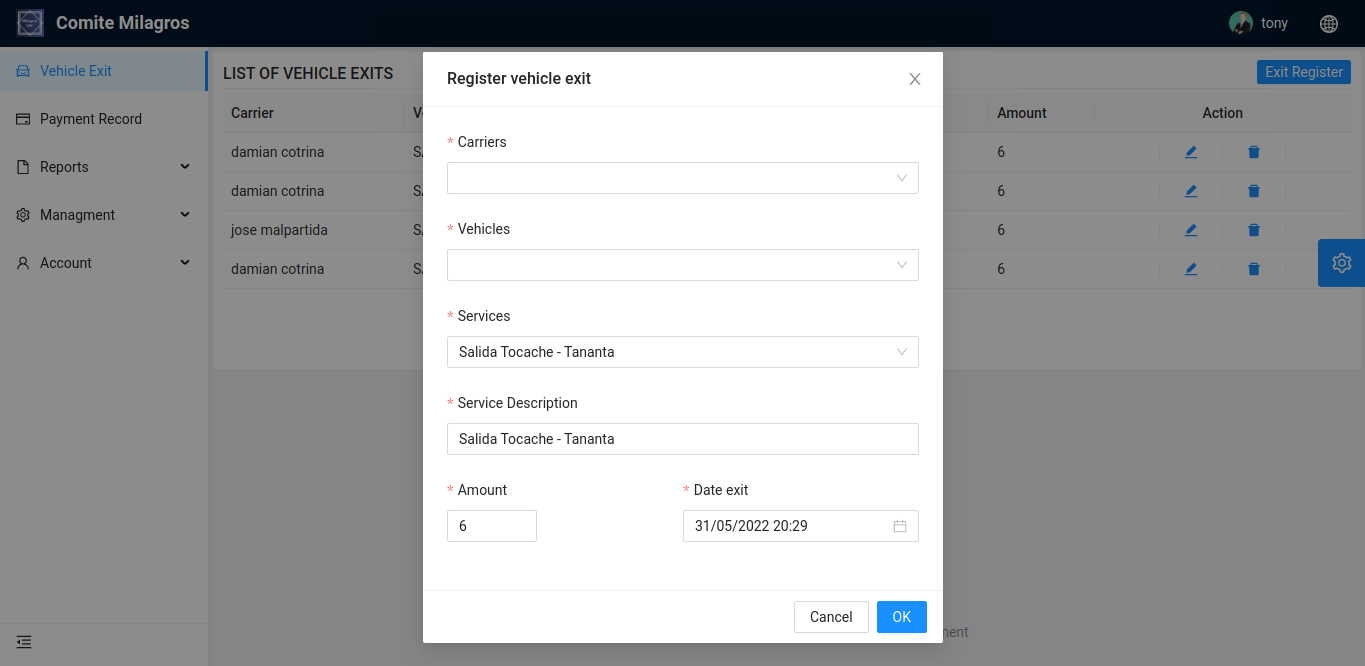 Comite Milagros
tony
Vehicle Exit
Payment Record
Reports
Managment
Account
LIST OF VEHICLE EXITS
Exit Register
Carrier
Amount
Action
damian cotrina
6
damian cotrina
6
jose malpartida
6
damian cotrina
6
Register vehicle exit
* Carriers
* Vehicles
* Services
Salida Tocache - Tananta
* Service Description
Salida Tocache - Tananta
* Amount
* Date exit
6
31/05/2022 20:29
Cancel
OK